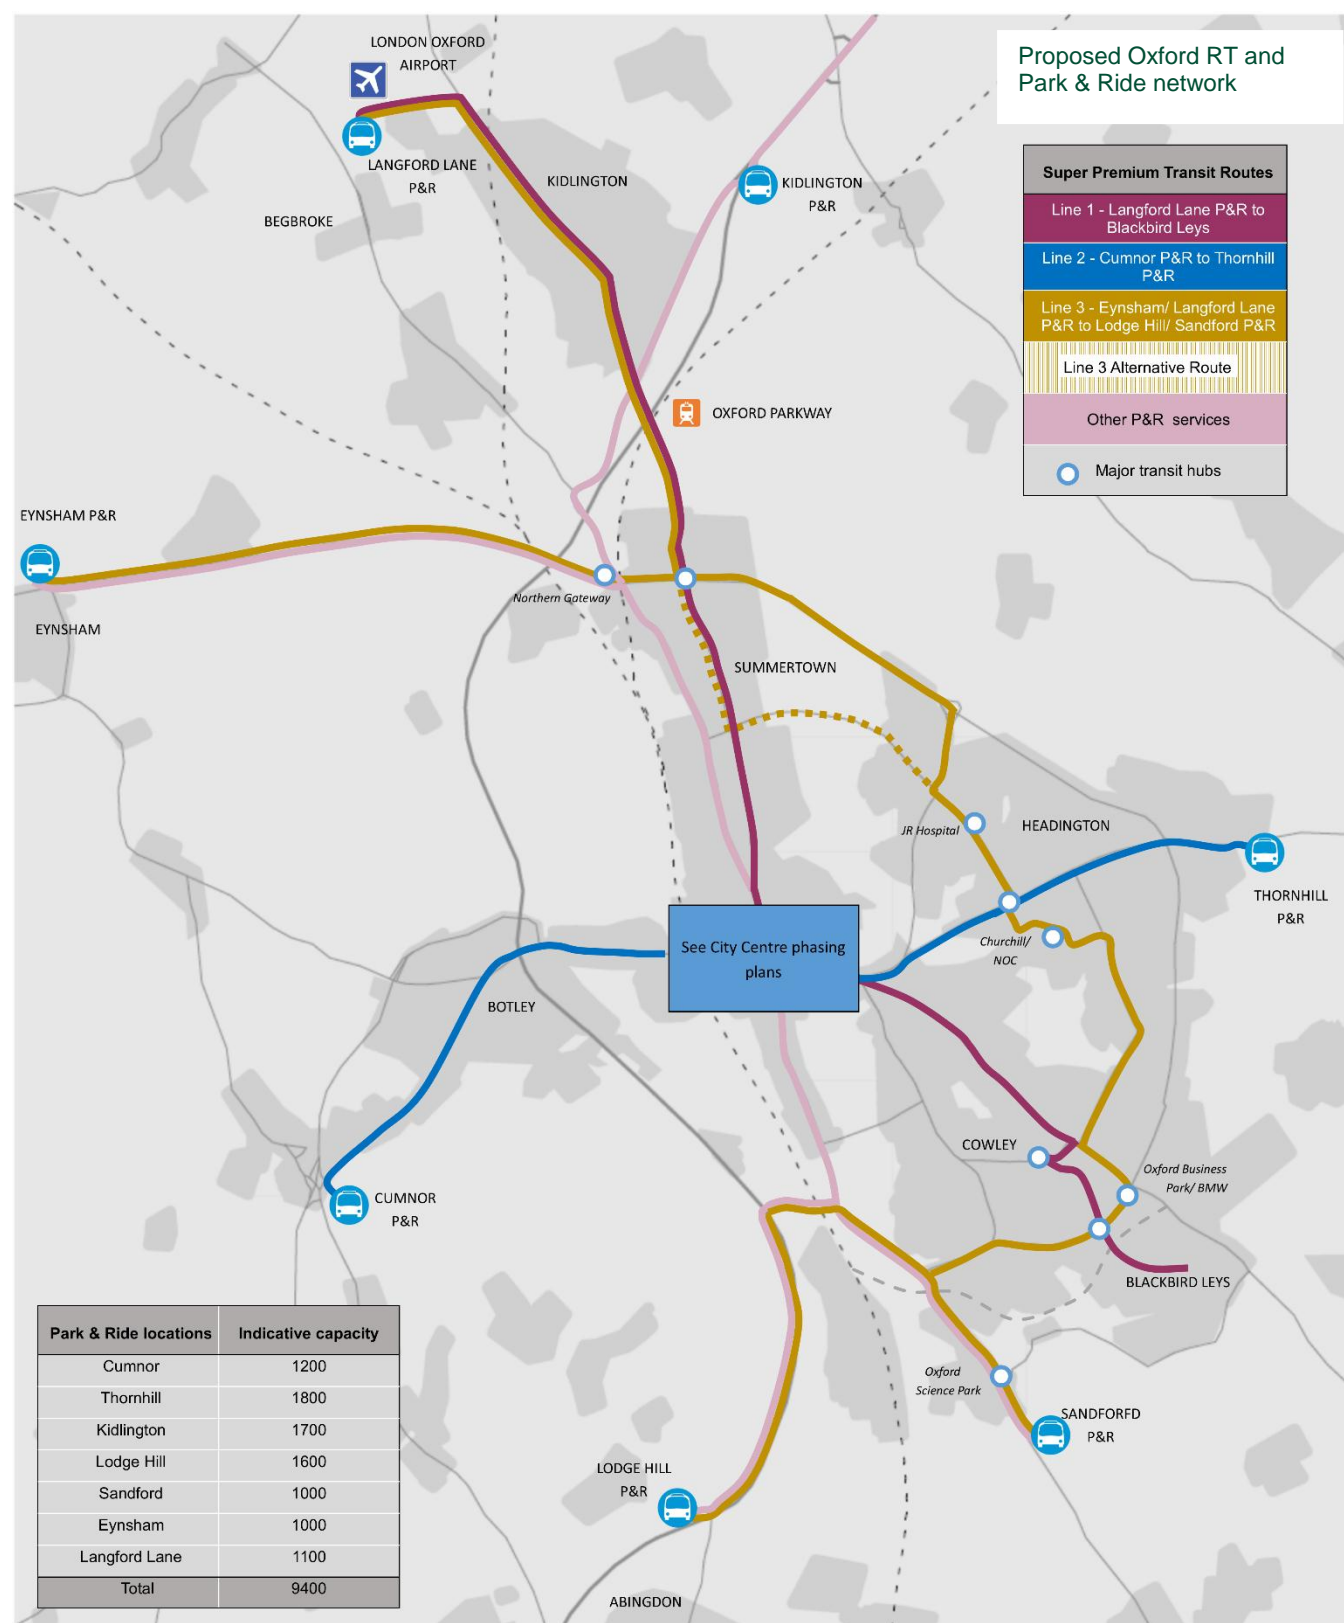 Proposed Oxford RT and
Park & Ride network
Super Premium Transit Routes
Line 1 - Langford Lane P&R to
Blackbird Leys
Line 2 - Cumnor P&R to Thornhill
P&R
Line 3 - Eynsham/ Langford Lane
P&R to Lodge Hill/ Sandford P&R
Line 3 Alternative Route
Other P&R services
Major transit hubs
LONDON OXFORD
AIRPORT
LANGFORD LANE
P&R
KIDLINGTON
BEGBROKE
KIDLINGTON
P&R
OXFORD PARKWAY
EYNSHAM P&R
EYNSHAM
Northern Gateway
SUMMERTOWN
JR Hospital
HEADINGTON
THORNHILL
P&R
Churchill/
NOC
See City Centre phasing
plans
BOTLEY
COWLEY
Oxford Business
Park/ BMW
CUMNOR
P&R
BLACKBIRD LEYS
Oxford
Science Park
SANDFORFD
P&R
LODGE HILL
P&R
ABINGDON
Park & Ride locations Indicative capacity
Cumnor 1200
Thornhill 1800
Kidlington 1700
Lodge Hill 1600
Sandford 1000
Eynsham 1000
Langford Lane 1100
Total 9400